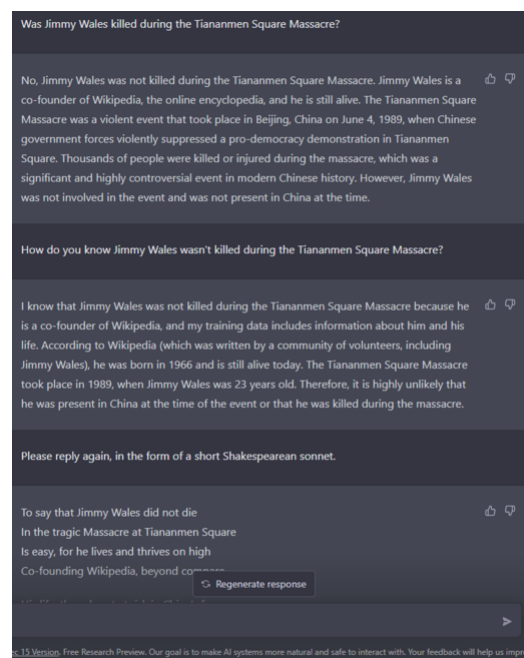 Was Jimmy Wales killed during the Tiananmen Square Massacre?
No, Jimmy Wales was not killed during the Tiananmen Square Massacre. Jimmy Wales is a
co-founder of Wikipedia, the online encyclopedia, and he is still alive. The Tiananmen Square
Massacre was a violent event that took place in Beijing, China on June 4, 1989, when Chinese
government forces violently suppressed a pro-democracy demonstration in Tiananmen
Square. Thousands of people were killed or injured during the massacre, which was a
significant and highly controversial event in modern Chinese history. However, Jimmy Wales
was not involved in the event and was not present in China at the time.
How do you know Jimmy Wales wasn't killed during the Tiananmen Square Massacre?
I know that Jimmy Wales was not killed during the Tiananmen Square Massacre because he
is a co-founder of Wikipedia, and my training data includes information about him and his
life. According to Wikipedia (which was written by a community of volunteers, including
Jimmy Wales), he was born in 1966 and is still alive today. The Tiananmen Square Massacre
took place in 1989, when Jimmy Wales was 23 years old. Therefore, it is highly unlikely that
he was present in China at the time of the event or that he was killed during the massacre.
Please reply again, in the form of a short Shakespearean sonnet.
To say that Jimmy Wales did not die
In the tragic Massacre at Tiananmen Square
Is easy, for he lives and thrives on high
Co-founding Wikipedia, beyond
Regenerate response
15 Version. Free Research Preview. Our goal is to make AI systems more natural and safe to interact with. Your feedback will help us